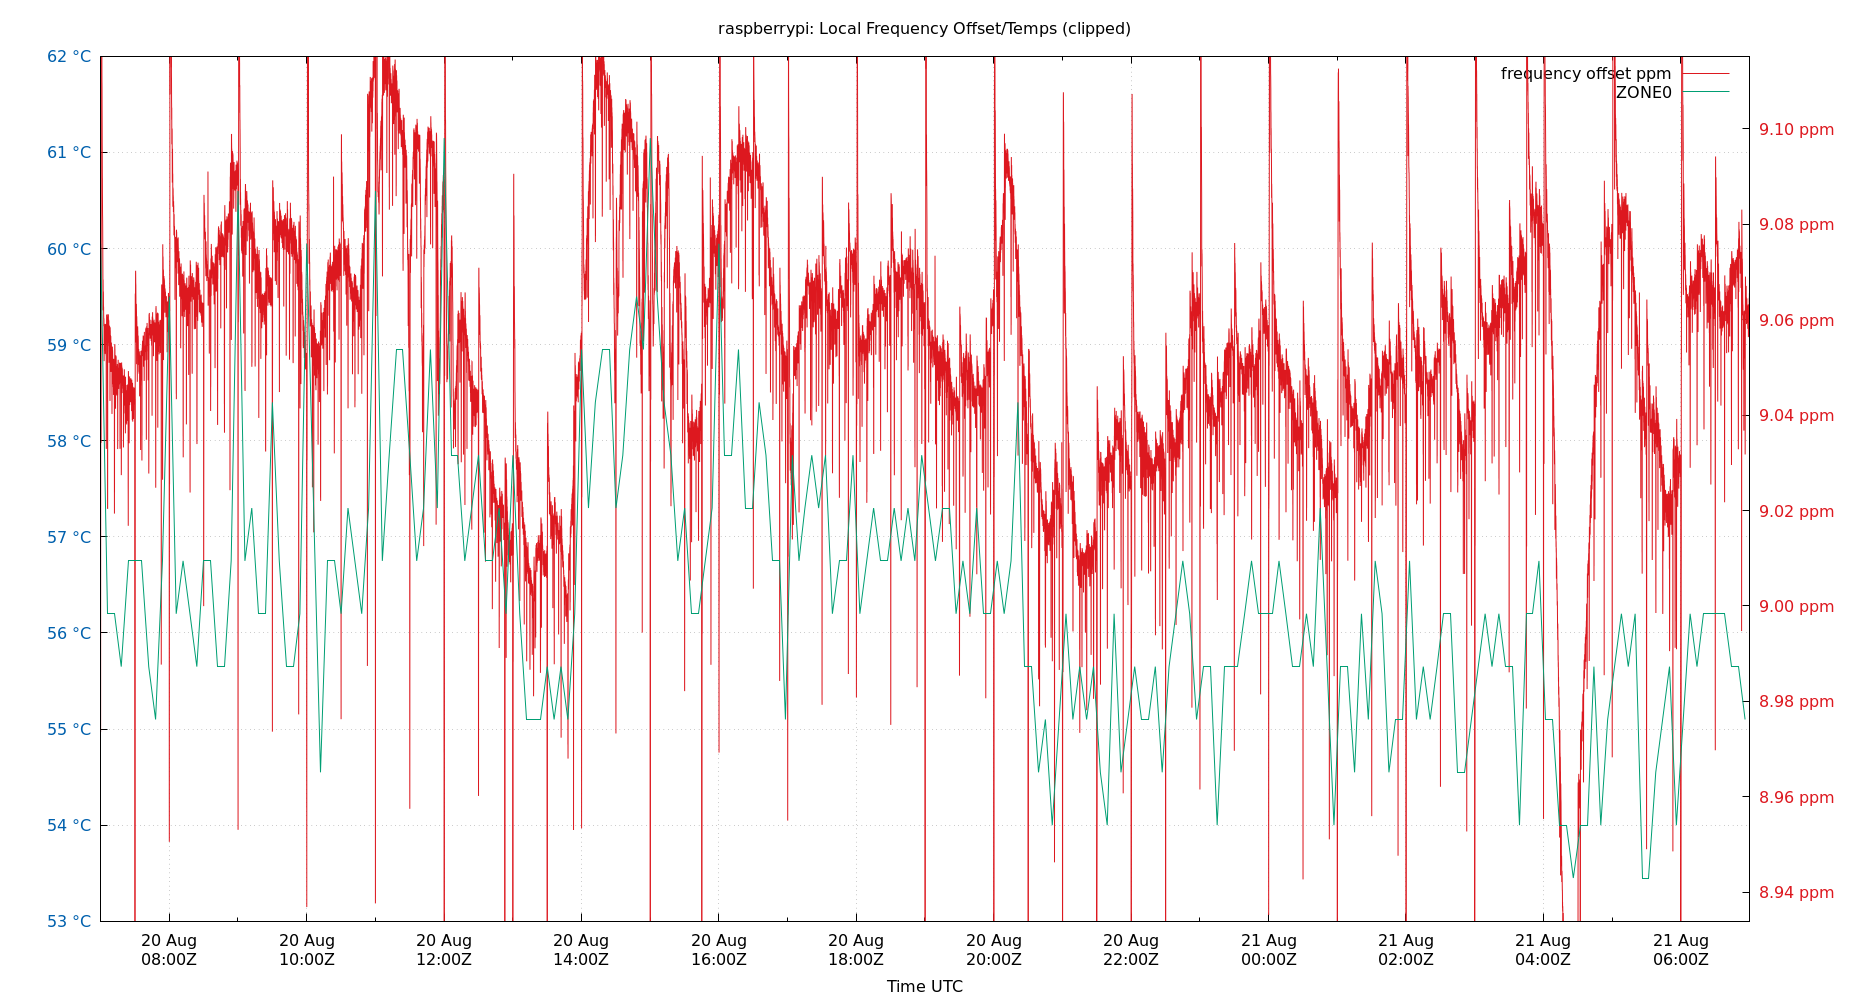 raspberrypi: Local Frequency Offset/Temps (clipped)
62 °C
61 °C
60 °C
59 °C
58 °C
57 °C
56 °C
55 °C
54 °C
53 °C
frequency offset ppm
ZONE0
9.10 ppm
9.08 ppm
9.06 ppm
9.04 ppm
9.02 ppm
9.00 ppm
8.98 ppm
8.96 ppm
8.94 ppm
20 Aug 20 Aug 20 Aug 20 Aug 20 Aug 20 Aug 20 Aug 20 Aug 21 Aug 21 Aug 21 Aug 21 Aug
08:00Z 10:00Z 12:00Z 14:00Z 16:00Z 18:00Z 20:00Z 22:00Z 00:00Z 02:00Z 04:00Z 06:00Z
Time UTC